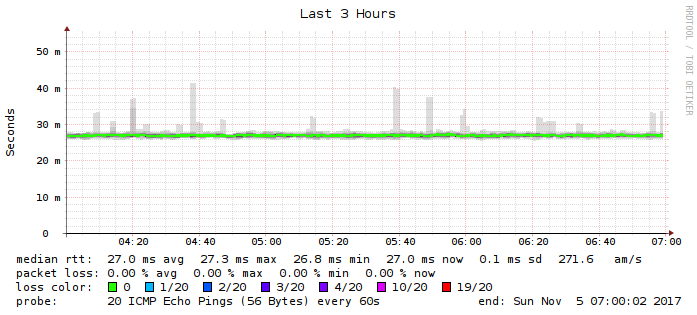 Last 3 Hours
RRDTOOL / TOBI OETIKER
Seconds
50 m
40 m
30 m
20 m
10 m
0
04:20 04:40 05:00 05:20 05:40 06:00 06:20 06:40 07:00
median rtt: 27.0 ms avg 27.3 ms max 26.8 ms min 27.0 ms now 0.1 ms sd 271.6 am/s
packet loss: 0.00 % avg 0.00 % max 0.00 % min 0.00 % now
loss color: 0 1/20 2/20 3/20 4/20 10/20 19/20
probe: 20 ICMP Echo Pings (56 Bytes) every 60s end: Sun Nov 5 07:00:02 2017